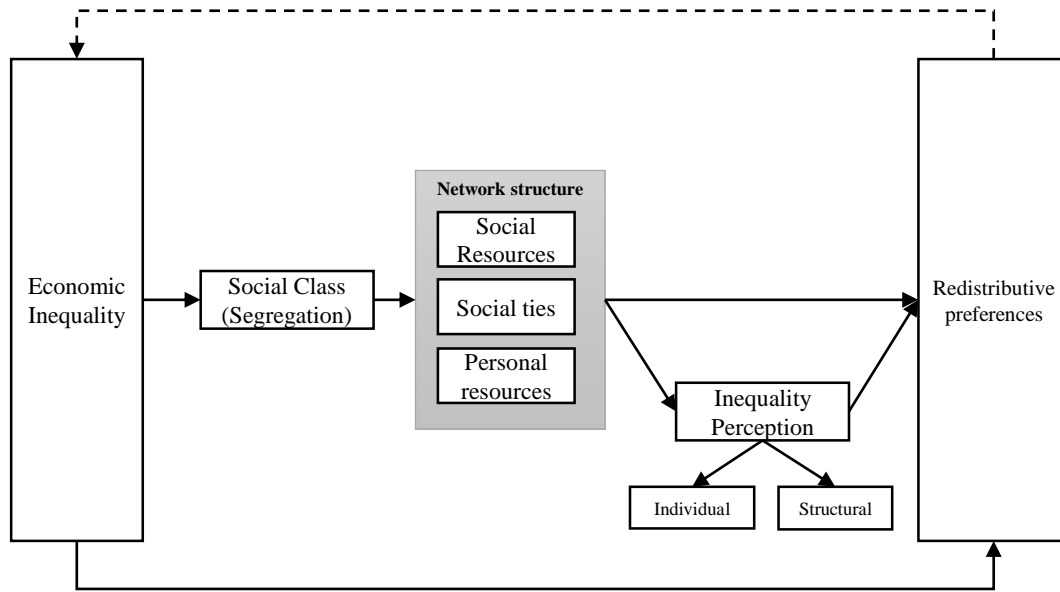 Network structure
Social
Resources
Economic
Inequality
Social Class
(Segregation)
Social ties
Redistributive
preferences
Personal
resources
Inequality
Perception
Individual
Structural